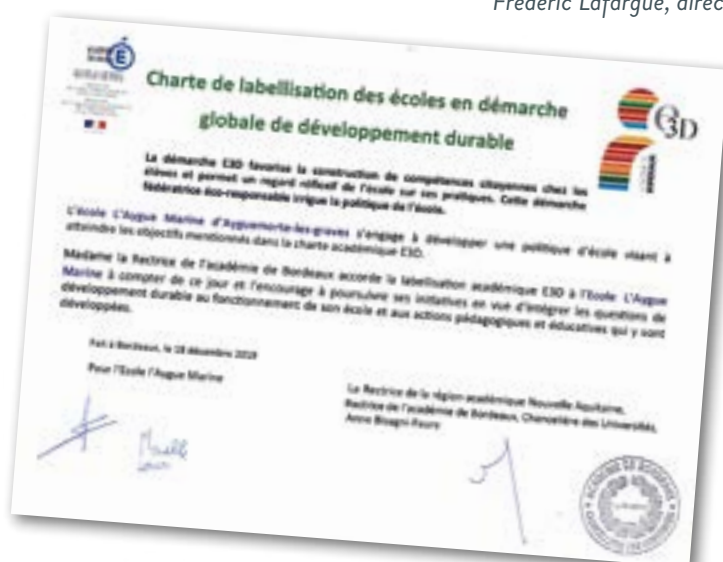 Frédéric Lafargue, direc
Charte de labellisation des écoles en démarche
globale de développement durable
E3D
La démarche E3D favorise la construction de compétences citoyennes chez les
élèves et permet un regard réflexif de l'école sur ses pratiques. Cette démarche
fédératrice éco-responsable irrigue la politique de l'école.
L'école L'Aygue Marine d'Ayguemorte-les-graves s'engage à développer une politique d'école visant à
atteindre les objectifs mentionnés dans la charte académique E3D.
Madame la Rectrice de l'académie de Bordeaux accorde la labellisation académique E3D à l'Ecole L'Aygue
Marine à compter de ce jour et l'encourage à poursuivre ses initiatives en vue d'intégrer les questions de
développement durable au fonctionnement de son école et aux actions pédagogiques et éducatives qui y sont
développées.
Fait à Bordeaux, le 18 décembre
Pour l'Ecole l'Aygue Marine
La Rectrice de la région académique Nouvelle Aquitaine,
Rectrice de l'académie de Bordeaux, Chancelière des Universités,
Anne Bisagni-Faure
ACADÉMIE DE BORDEAUX